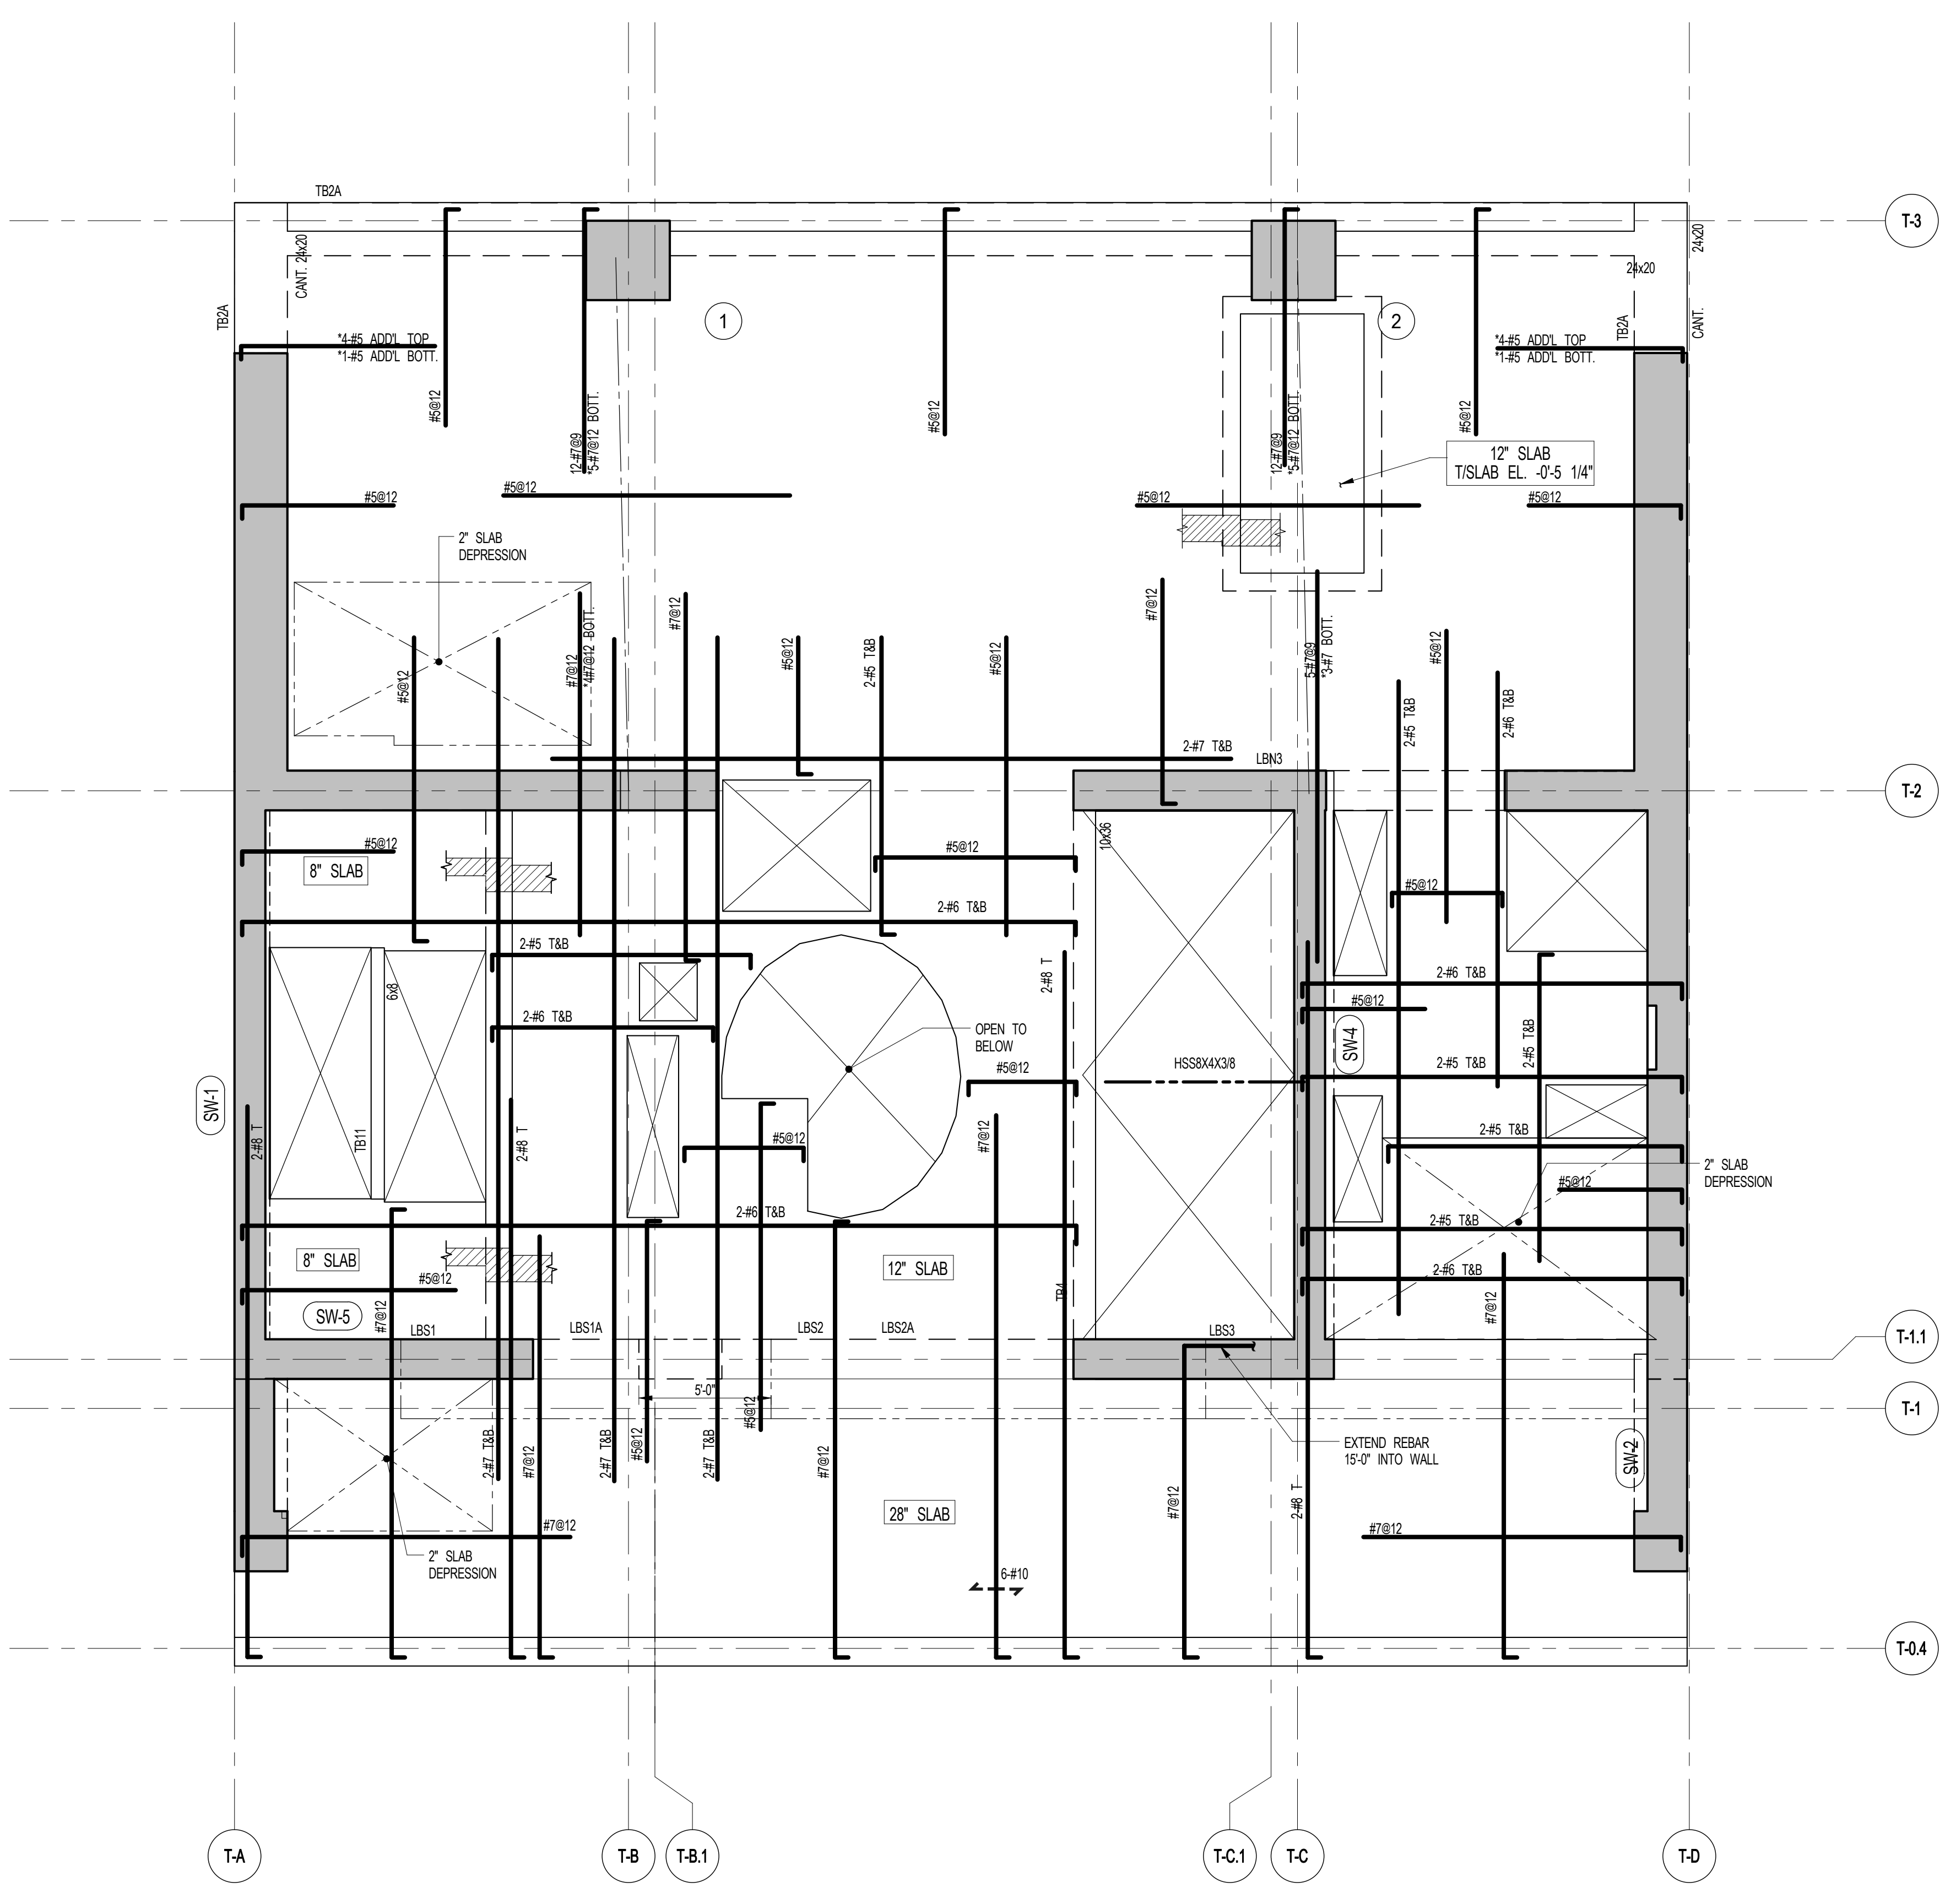 TB2A
T-3
CANT. 24x20
24x20
24x20
TB2A
1
2
TB2A
CANT.
*4-#5 ADD'L TOP
*1-#5 ADD'L BOTT.
*4-#5 ADD'L TOP
*1-#5 ADD'L BOTT.
#5@12
12-#7@9
*5-#7@12 BOTT.
#5@12
12-#7@9
*5-#7@12 BOTT.
#5@12
12" SLAB
T/SLAB EL. -0'-5 1/4"
#5@12
#5@12
#5@12
#5@12
2" SLAB
DEPRESSION
#5@12
#7@12
*4#7@12 BOTT.
#7@12
#5@12
2-#5 T&B
#5@12
#7@12
5-#7@9
*3-#7 BOTT.
#5@12
2-#5 T&B
2-#6 T&B
2-#7 T&B
LBN3
T-2
#5@12
8" SLAB
#5@12
10x36
#5@12
2-#6 T&B
2-#5 T&B
2-#6 T&B
2-#8 T
2-#6 T&B
6x8
#5@12
OPEN TO
BELOW
#5@12
HSS8X4X3/8
SW-4
2-#5 T&B
2-#5 T&B
SW-1
2-#8 T
TB11
2-#8 T
#5@12
#7@12
2-#5 T&B
2" SLAB
DEPRESSION
#5@12
2-#6 T&B
2-#5 T&B
8" SLAB
12" SLAB
#5@12
TB4
2-#6 T&B
SW-5
#7@12
#7@12
LBS1
LBS1A
LBS2
LBS2A
LBS3
T-1.1
5'-0"
T-1
#5@12
2-#7 T&B
#7@12
2-#7 T&B
#5@12
2-#7 T&B
#7@12
EXTEND REBAR
15'-0" INTO WALL
SW-2
28" SLAB
#7@12
2-#8 T
#7@12
#7@12
2" SLAB
DEPRESSION
6-#10
T-0.4
T-A
T-B
T-B.1
T-C.1
T-C
T-D